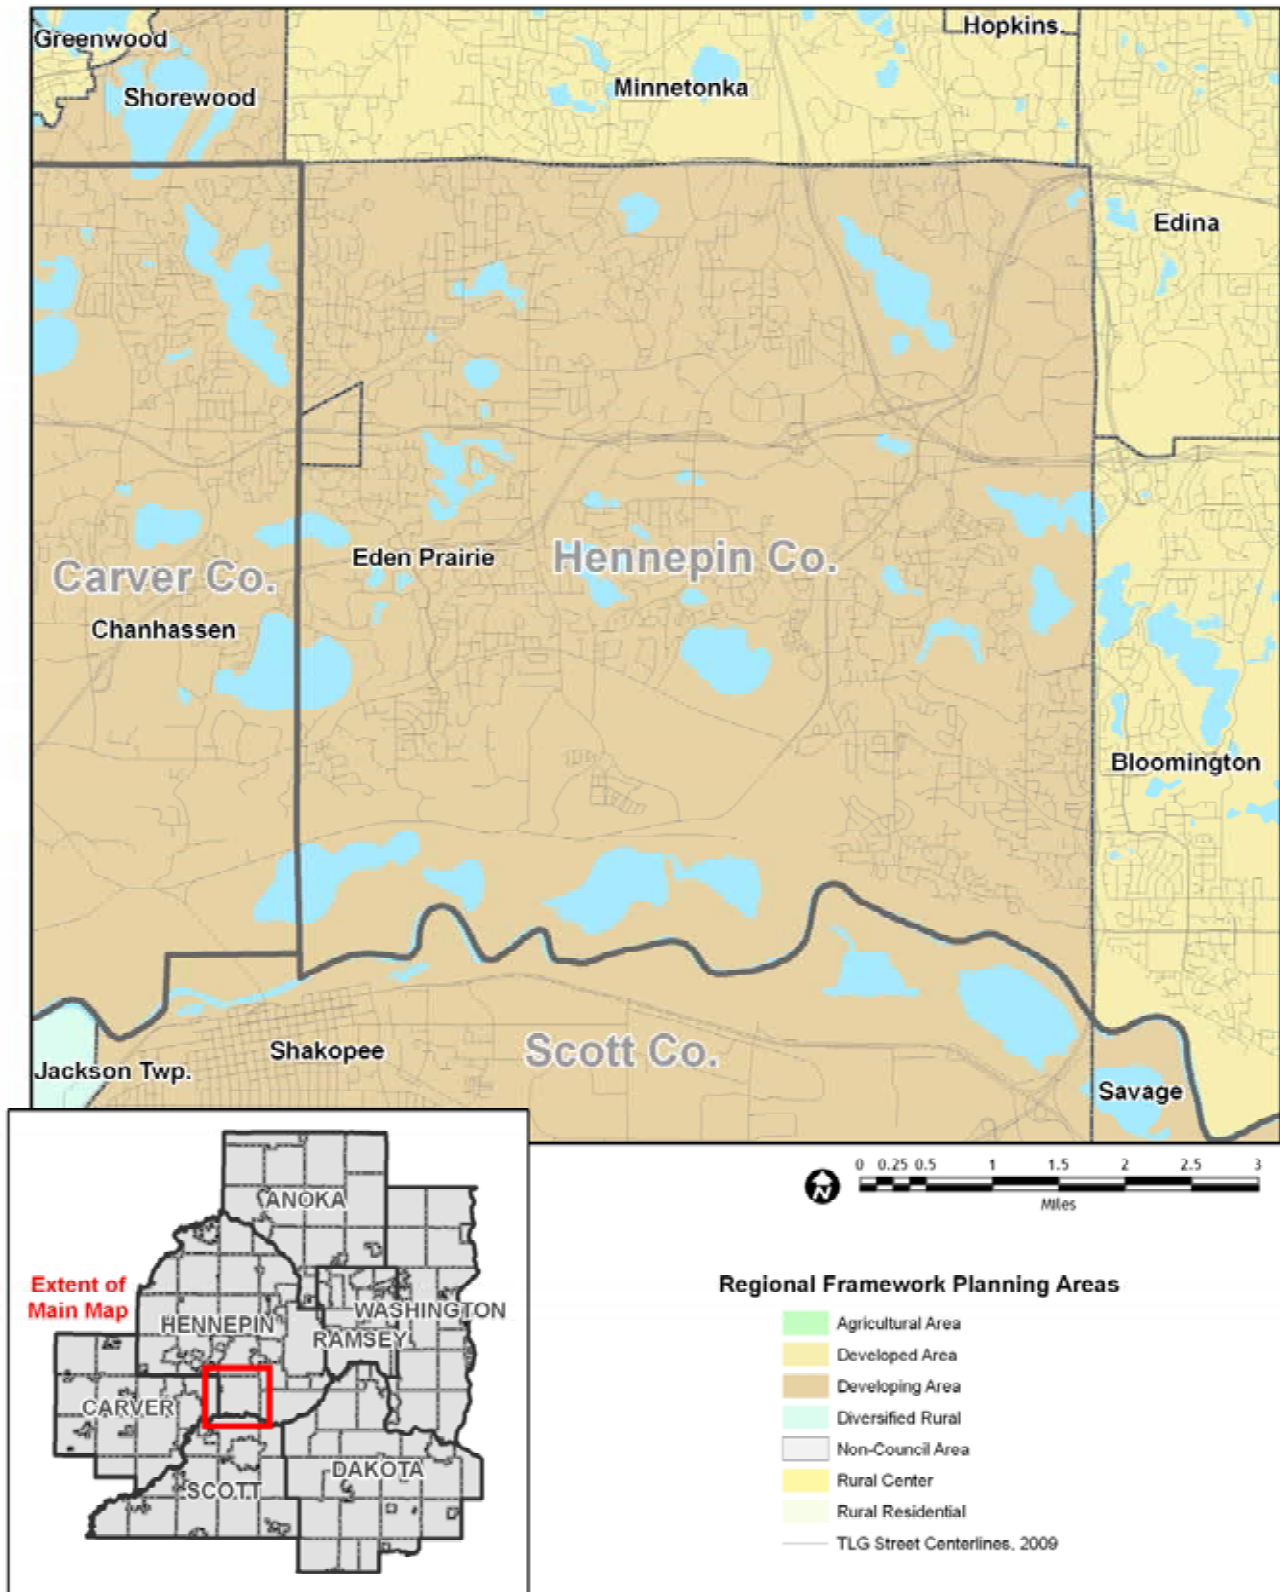 Greenwood
Hopkins
Shorewood
Minnetonka
Edina
Eden Prairie
Hennepin Co.
Carver Co.
Chanhassen
Bloomington
Shakopee
Scott Co.
Jackson Twp.
Savage
0 0.25 0.5 1 1.5 2 2.5 3
Miles
N
ANOKA
Extent of
Main Map
HENNEPIN
WASHINGTON
RAMSEY
CARVER
DAKOTA
SCOTT
Regional Framework Planning Areas
Agricultural Area
Developed Area
Developing Area
Diversified Rural
Non-Council Area
Rural Center
Rural Residential
TLG Street Centerlines, 2009